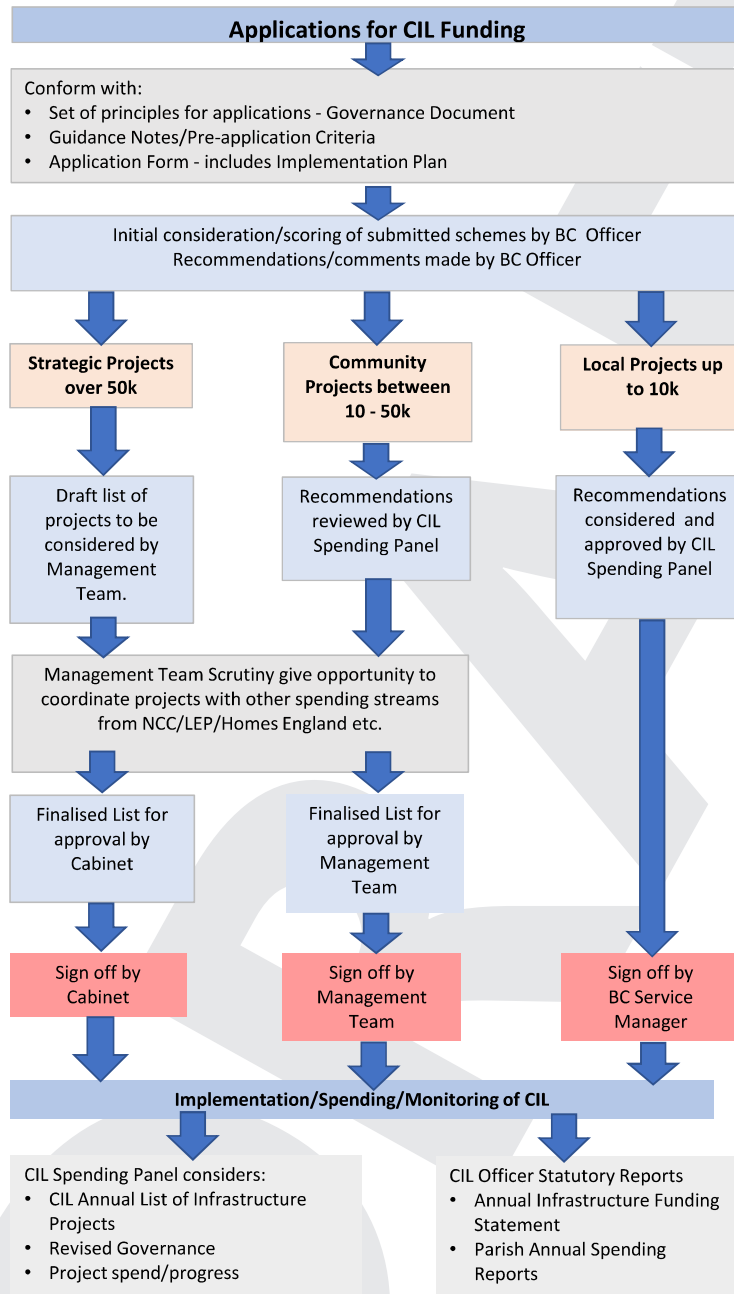 Applications for CIL Funding
Conform with:
• Set of principles for applications - Governance Document
• Guidance Notes/Pre-application Criteria
• Application Form - includes Implementation Plan
Initial consideration/scoring of submitted schemes by BC Officer
Recommendations/comments made by BC Officer
Strategic Projects
over 50k
Community
Projects between
10 - 50k
Local Projects up
to 10k
Draft list of
projects to be
considered by
Management
Team.
Recommendations
reviewed by CIL
Spending Panel
Recommendations
considered and
approved by CIL
Spending Panel
Management Team Scrutiny give opportunity to
coordinate projects with other spending streams
from NCC/LEP/Homes England etc.
Finalised List for
approval by
Cabinet
Finalised List for
approval by
Management
Team
Sign off by
Cabinet
Sign off by
Management
Team
Sign off by
BC Service
Manager
Implementation/Spending/Monitoring of CIL
CIL Spending Panel considers:
• CIL Annual List of Infrastructure
Projects
• Revised Governance
• Project spend/progress
CIL Officer Statutory Reports
• Annual Infrastructure Funding
Statement
• Parish Annual Spending
Reports